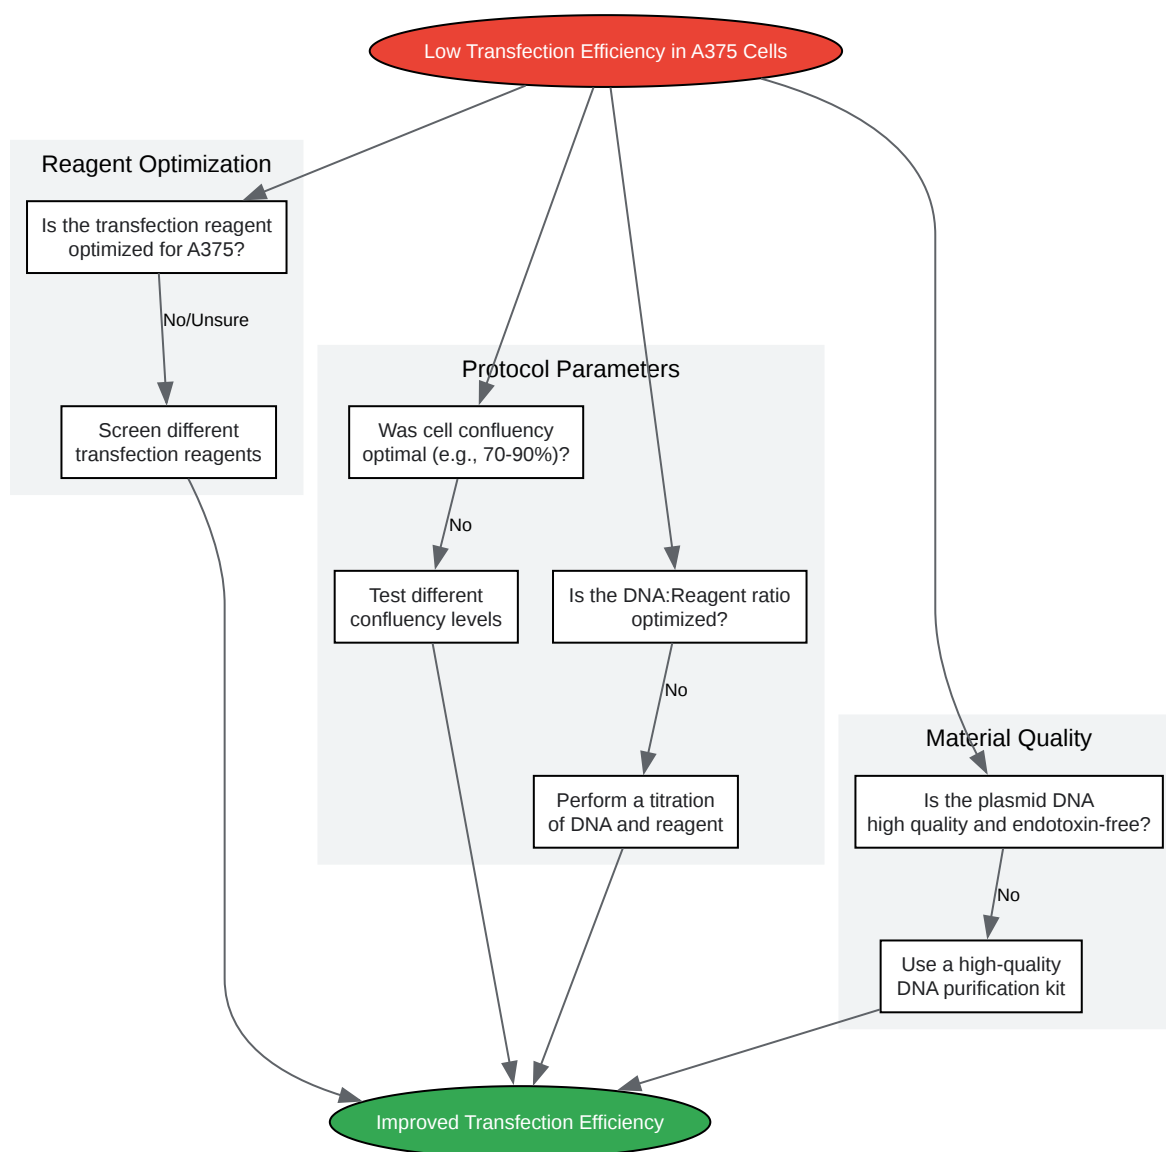 Low Transfection Efficiency in A375 Cells
Reagent Optimization
Is the transfection reagent
optimized for A375?
No/Unsure
Screen different
transfection reagents
Protocol Parameters
Was cell confluency
optimal (e.g., 70-90%)?
No
Test different
confluency levels
Is the DNA:Reagent ratio
optimized?
No
Perform a titration
of DNA and reagent
Material Quality
Is the plasmid DNA
high quality and endotoxin-free?
No
Use a high-quality
DNA purification kit
Improved Transfection Efficiency